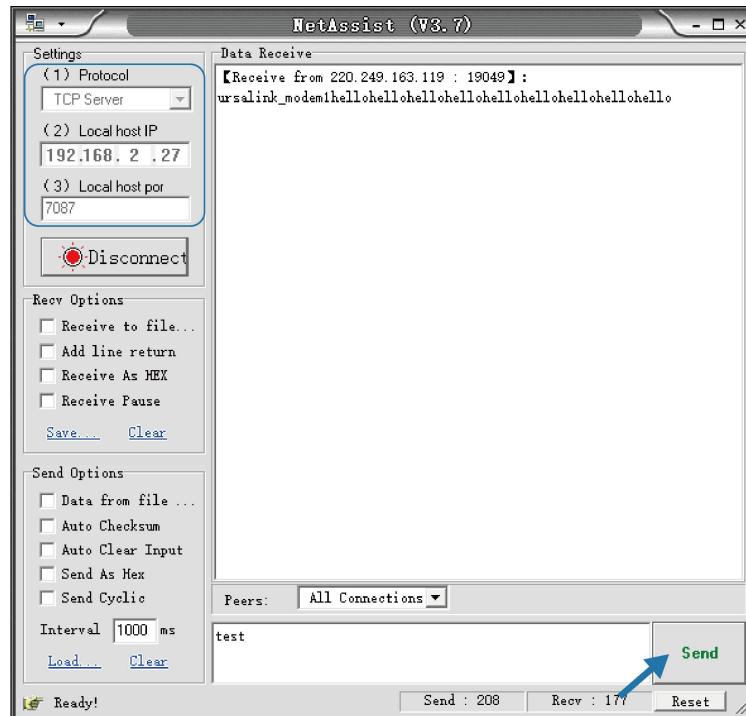 NetAssist (V3.7)
Settings
(1) Protocol
TCP Server
(2) Local host IP
192.168. 2 .27
(3) Local host por
7087
Disconnect
Recv Options
Receive to file...
Add line return
Receive As HEX
Receive Pause
Save... Clear
Send Options
Data from file ...
Auto Checksum
Auto Clear Input
Send As Hex
Send Cyclic
Interval 1000 ms
Load... Clear
Data Receive
【Receive from 220.249.163.119 : 19049】:
ursalink_modem1hellohellohellohellohellohellohellohellohello
Peers: All Connections
test
Send
Ready! Send : 208 Recv : 177 Reset